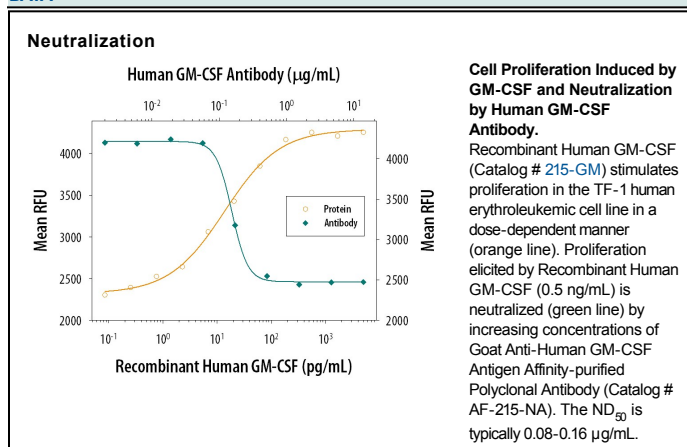 Neutralization
Human GM-CSF Antibody (µg/mL)
10-2 10-1 100 101
4000
3500
3000
2500
2000
Mean RFU
4000
3500
3000
2500
2000
Mean RFU
Protein
Antibody
10-1 100 101 102 103
Recombinant Human GM-CSF (pg/mL)
Cell Proliferation Induced by
GM-CSF and Neutralization
by Human GM-CSF
Antibody.
Recombinant Human GM-CSF
(Catalog # 215-GM) stimulates
proliferation in the TF-1 human
erythroleukemic cell line in a
dose-dependent manner
(orange line). Proliferation
elicited by Recombinant Human
GM-CSF (0.5 ng/mL) is
neutralized (green line) by
increasing concentrations of
Goat Anti-Human GM-CSF
Antigen Affinity-purified
Polyclonal Antibody (Catalog #
AF-215-NA). The ND50 is
typically 0.08-0.16 µg/mL.